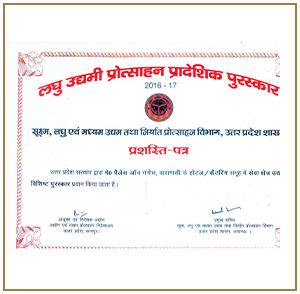 लघु उद्यमी प्रोत्साहन प्रादेशिक पुरस्कार
2016 - 17
सूक्ष्म, लघु एवं मध्यम उद्यम तथा निर्यात प्रोत्साहन विभाग, उत्तर प्रदेश शास
प्रशस्ति-पत्र
उत्तर प्रदेश सरकार द्वारा मे० पैलेस ऑन गंगेस, वाराणसी के होटल/कैटरिंग समूह में सेवा क्षेत्र
विशिष्ट पुरस्कार प्रदान किया जाता है।
आयुक्त एवं निदेशक उद्योग
उद्योग एवं उद्यम प्रोत्साहन निदेशालय
उत्तर प्रदेश, कानपुर।
प्रमुख सचिव
सूक्ष्म, लघु एवं मध्यम उद्यम तथा निर्यात प्रोत्साहन विभाग
उत्तर प्रदेश शासन, लखनऊ।